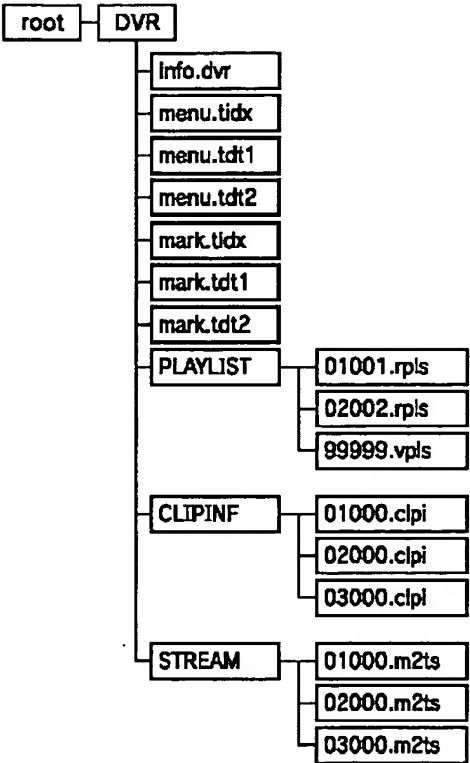 root DVR
info.dvr
menu.tidx
menu.tdt1
menu.tdt2
mark.tidx
mark.tdt1
mark.tdt2
PLAYLIST 01001.rpls
02002.rpls
99999.vpls
CLIPINF 01000.clpi
02000.clpi
03000.clpi
STREAM 01000.m2ts
02000.m2ts
03000.m2ts